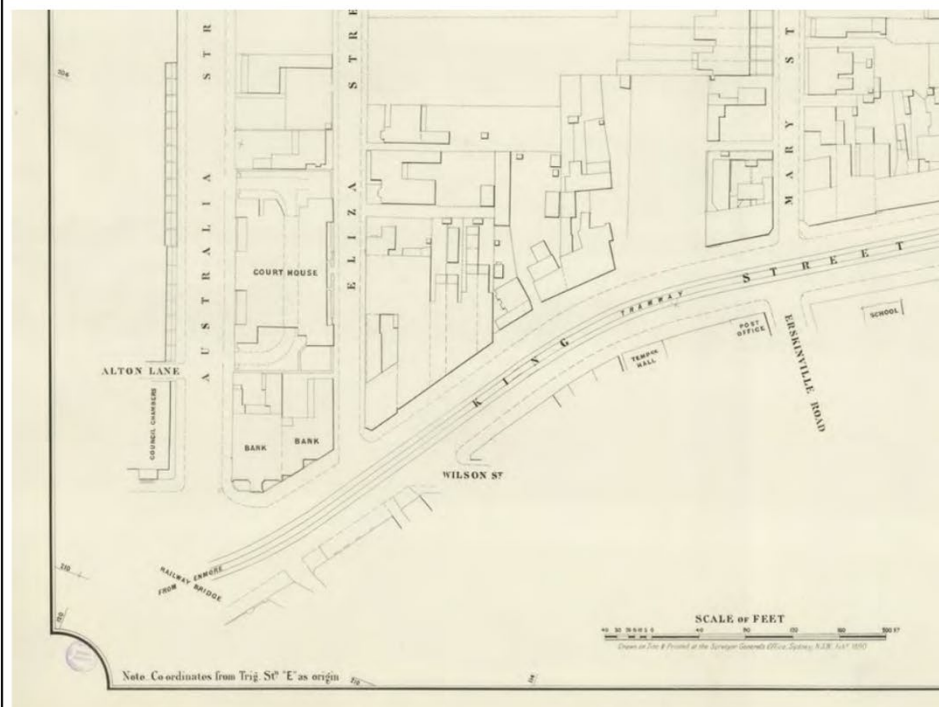 AUSTRALIA STR
ELIZA STRE
MARY ST
COURT HOUSE
KING STREET
TRAMWAY
ALTON LANE
COUNCIL CHAMBERS
BANK
BANK
POST
OFFICE
SCHOOL
TEMP.CE
HALL
ERSKINVILLE ROAD
WILSON ST
RAILWAY ENMORE
FROM BRIDGE
SCALE OF FEET
Note. Co-ordinates from Trig. Stn "E" as origin